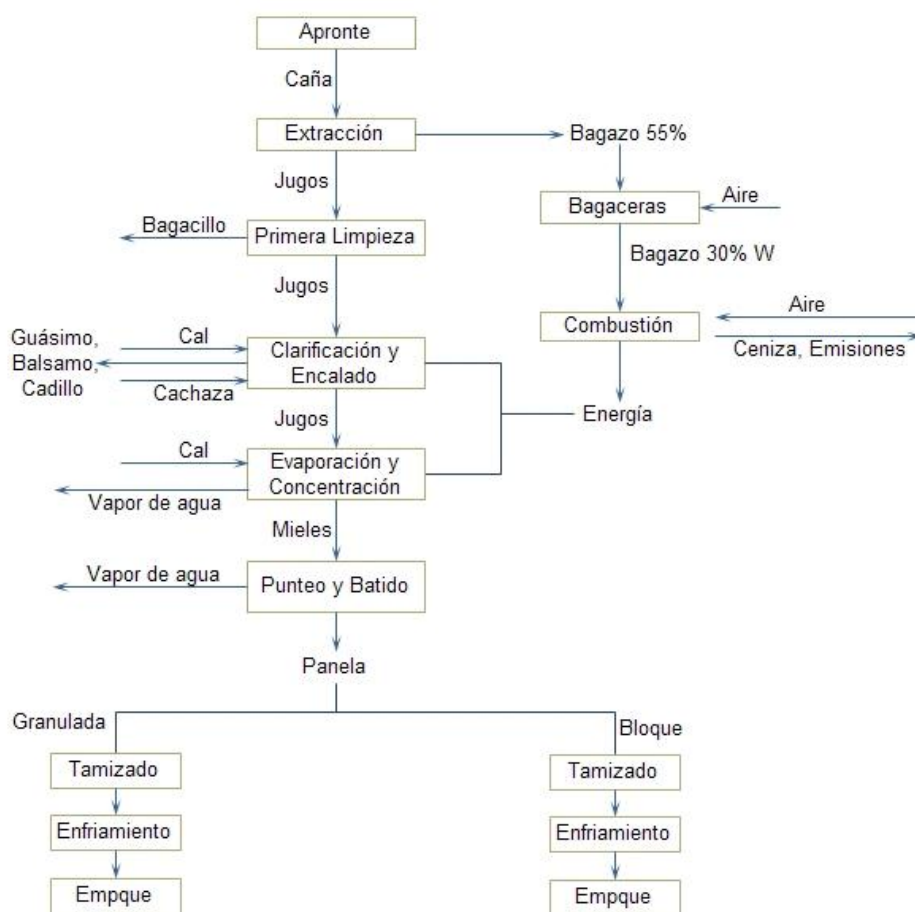 Apronte
Caña
Extracción
Bagazo 55%
Jugos
Bagaceras
Aire
Bagacillo
Primera Limpieza
Bagazo 30% W
Jugos
Aire
Combustión
Ceniza, Emisiones
Guásimo,
Balsamo,
Cadillo
Cal
Clarificación y
Encalado
Cachaza
Energía
Jugos
Cal
Evaporación y
Concentración
Vapor de agua
Mieles
Vapor de agua
Punteo y Batido
Panela
Granulada
Bloque
Tamizado
Tamizado
Enfriamiento
Enfriamiento
Empque
Empque